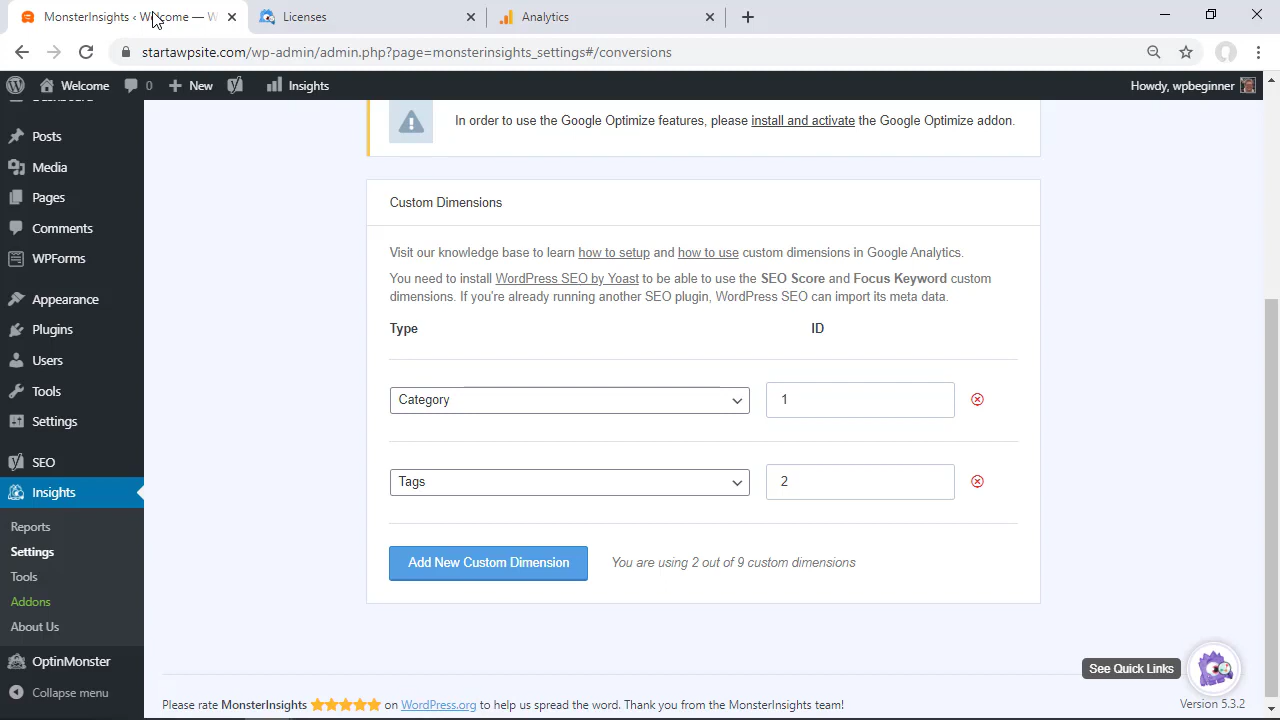 MonsterInsights ‹ Welcome — W
Licenses
Analytics
startawpsite.com/wp-admin/admin.php?page=monsterinsights_settings#/conversions
Welcome
0
New
Insights
Howdy, wpbeginner
Posts
Media
Pages
Comments
WPForms
Appearance
Plugins
Users
Tools
Settings
SEO
Insights
Reports
Settings
Tools
Addons
About Us
OptinMonster
Collapse menu
In order to use the Google Optimize features, please install and activate the Google Optimize addon.
Custom Dimensions
Visit our knowledge base to learn how to setup and how to use custom dimensions in Google Analytics.
You need to install WordPress SEO by Yoast to be able to use the SEO Score and Focus Keyword custom
dimensions. If you're already running another SEO plugin, WordPress SEO can import its meta data.
Type ID
Category 1
Tags 2
Add New Custom Dimension You are using 2 out of 9 custom dimensions
See Quick Links
Please rate MonsterInsights ★★★★★ on WordPress.org to help us spread the word. Thank you from the MonsterInsights team!
Version 5.3.2